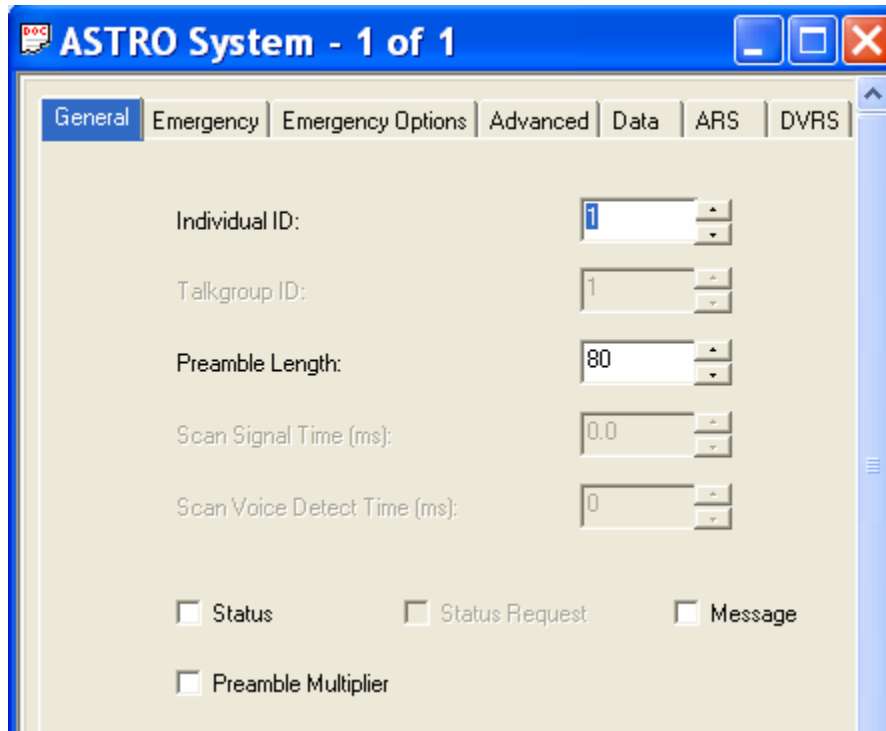 DOC
ASTRO System - 1 of 1
General Emergency Emergency Options Advanced Data ARS DVRS
Individual ID: 1
Talkgroup ID: 1
Preamble Length: 80
Scan Signal Time (ms): 0.0
Scan Voice Detect Time (ms): 0
Status Status Request Message
Preamble Multiplier